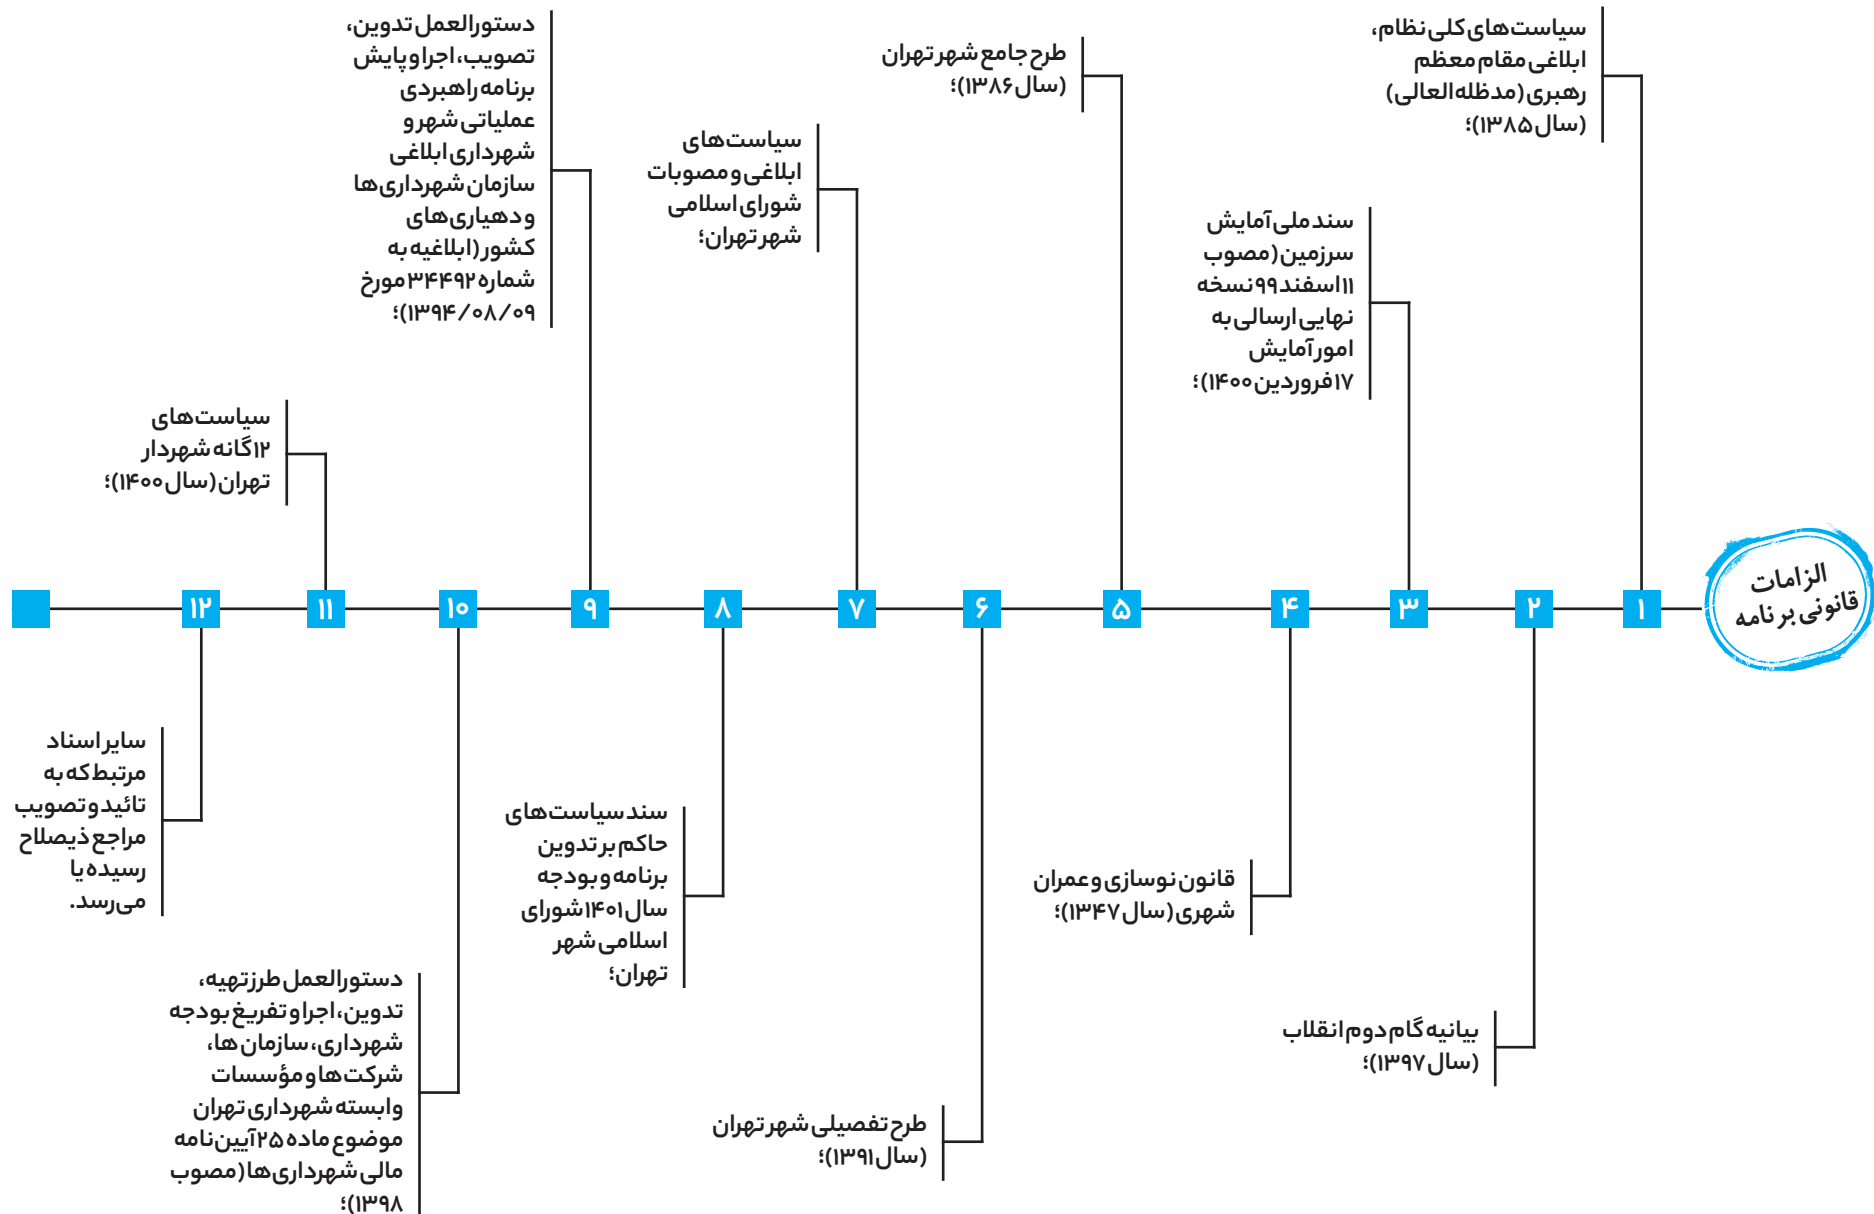 الزامات
قانونی برنامه
۱
سیاست‌های کلی نظام،
ابلاغی مقام معظم
رهبری (مدظله العالی)
(سال ۱۳۸۵)؛
۲
بیانیه گام دوم انقلاب
(سال ۱۳۹۷)؛
۳
سند ملی آمایش
سرزمین (مصوب
۱۱ اسفند ۹۹ نسخه
نهایی ارسالی به
امور آمایش
۱۷ فروردین ۱۴۰۰)؛
۴
قانون نوسازی و عمران
شهری (سال ۱۳۴۷)؛
۵
طرح جامع شهر تهران
(سال ۱۳۸۶)؛
۶
طرح تفصیلی شهر تهران
(سال ۱۳۹۱)؛
۷
سیاست‌های
ابلاغی و مصوبات
شورای اسلامی
شهر تهران؛
۸
سند سیاست‌های
حاکم بر تدوین
برنامه و بودجه
سال ۱۴۰۱ شورای
اسلامی شهر
تهران؛
۹
دستورالعمل تدوین،
تصویب، اجرا و پایش
برنامه راهبردی
عملیاتی شهر و
شهرداری ابلاغی
سازمان شهرداری‌ها
و دهیاری‌های
کشور (ابلاغیه به
شماره ۳۴۴۹۲ مورخ
۱۳۹۴/۰۸/۰۹)؛
۱۰
دستورالعمل طرز تهیه،
تدوین، اجرا و تفریغ بودجه
شهرداری، سازمان ها،
شرکت‌ها و مؤسسات
وابسته شهرداری تهران
موضوع ماده ۲۵ آیین نامه
مالی شهرداری‌ها (مصوب
۱۳۹۸)؛
۱۱
سیاست‌های
۱۲گانه شهردار
تهران (سال ۱۴۰۰)؛
۱۲
سایر اسناد
مرتبط که به
تائید و تصویب
مراجع ذیصلاح
رسیده یا
می‌رسد.